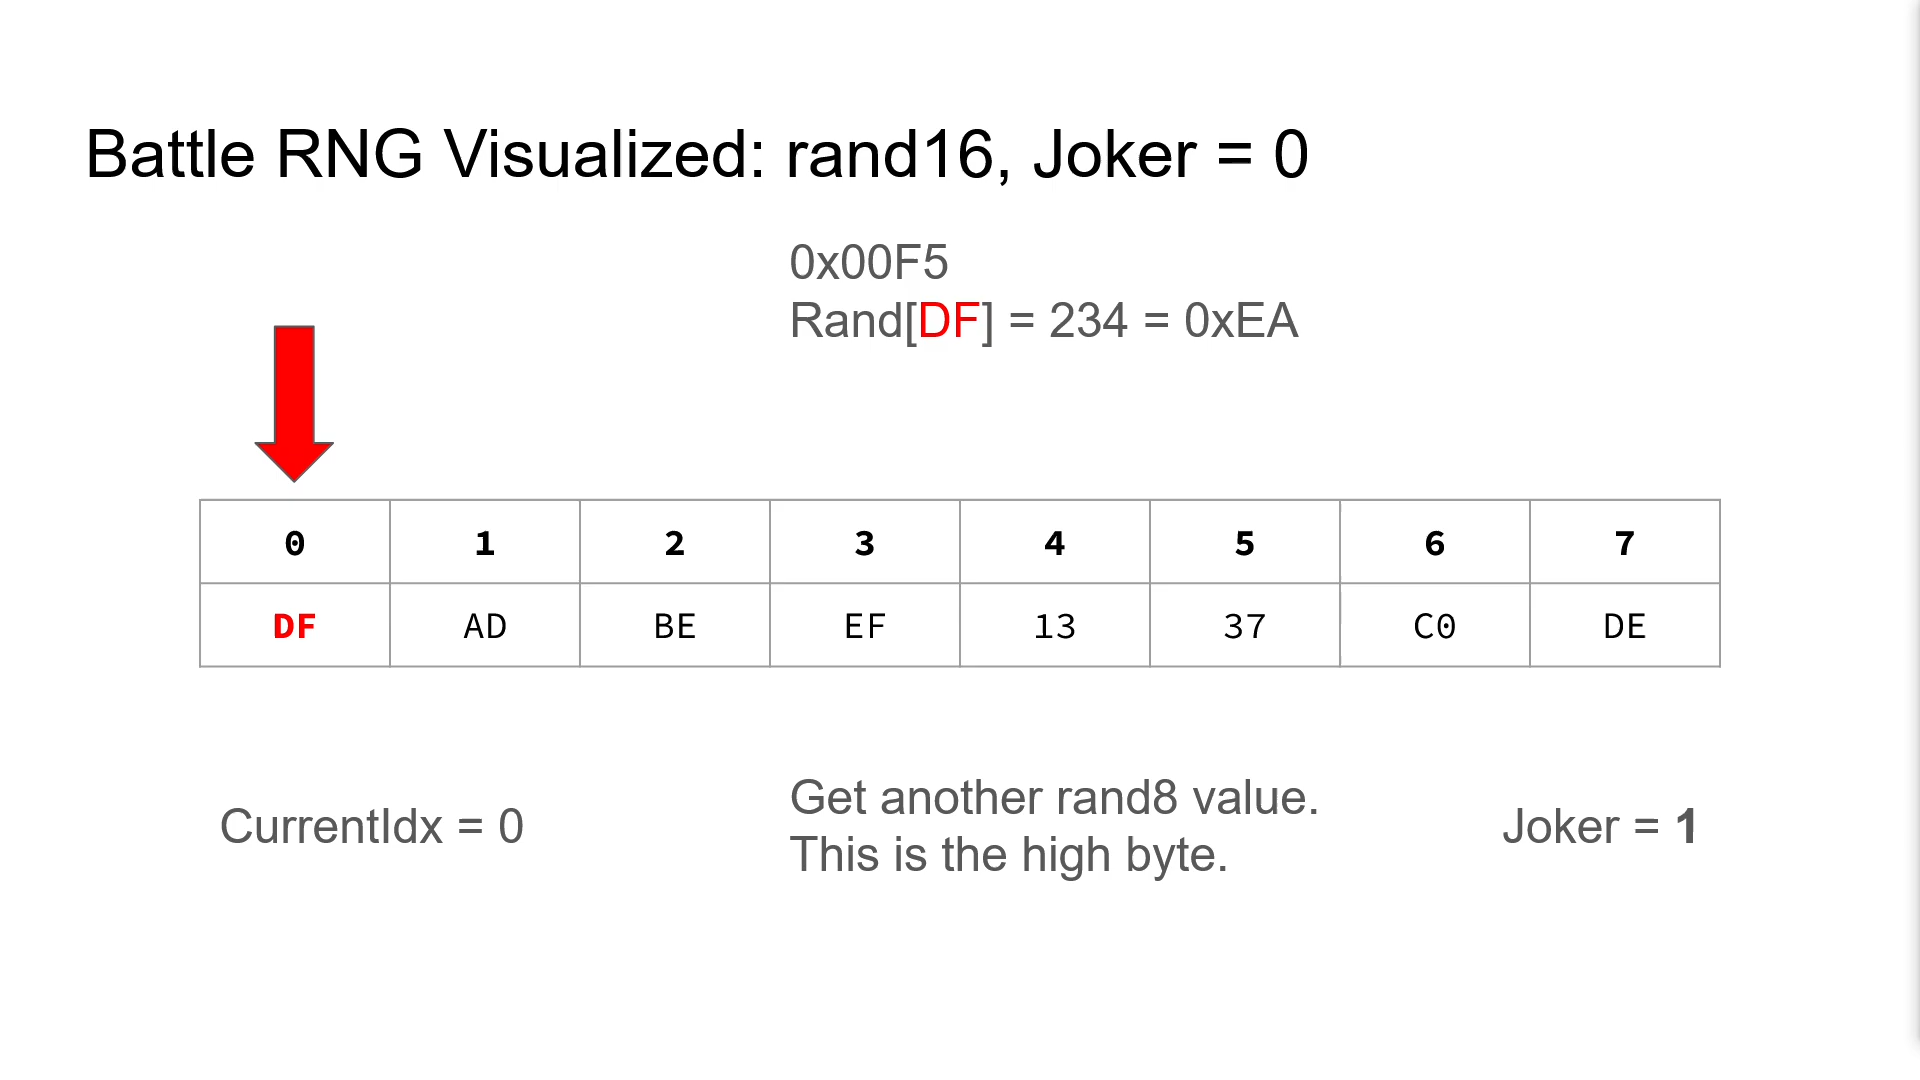 Battle RNG Visualized: rand16, Joker = 0
0x00F5
Rand[DF] = 234 = 0xEA
0 1 2 3 4 5 6 7
DF AD BE EF 13 37 C0 DE
CurrentIdx = 0
Get another rand8 value.
This is the high byte.
Joker = 1